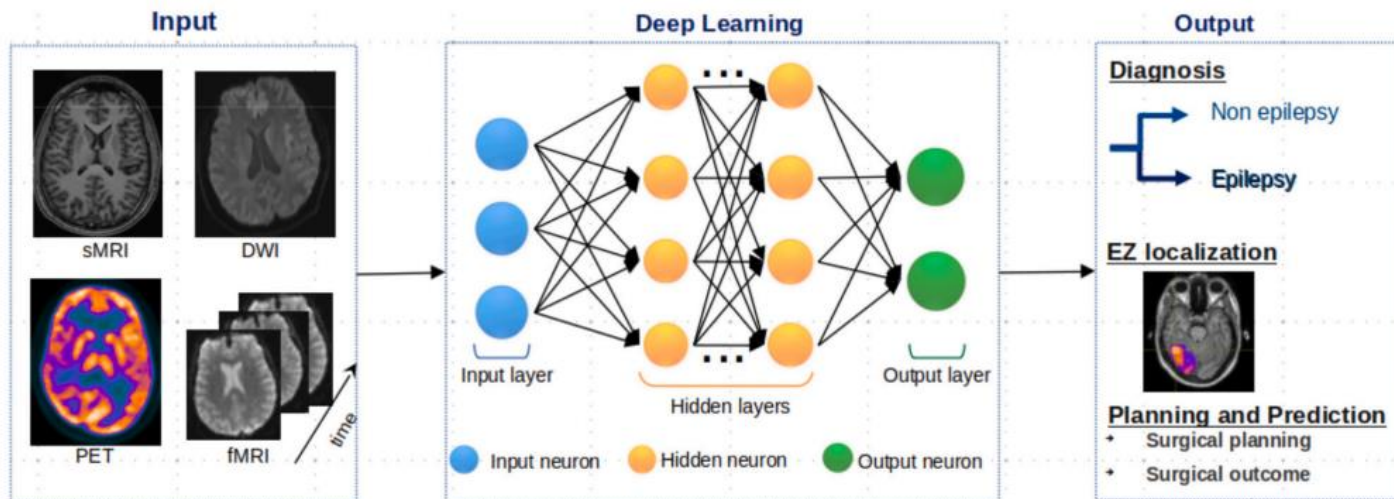 Input
sMRI
DWI
PET
fMRI
time
Deep Learning
...
...
Input layer
Hidden layers
Output layer
Input neuron
Hidden neuron
Output neuron
Output
Diagnosis
Non epilepsy
Epilepsy
EZ localization
Planning and Prediction
Surgical planning
Surgical outcome